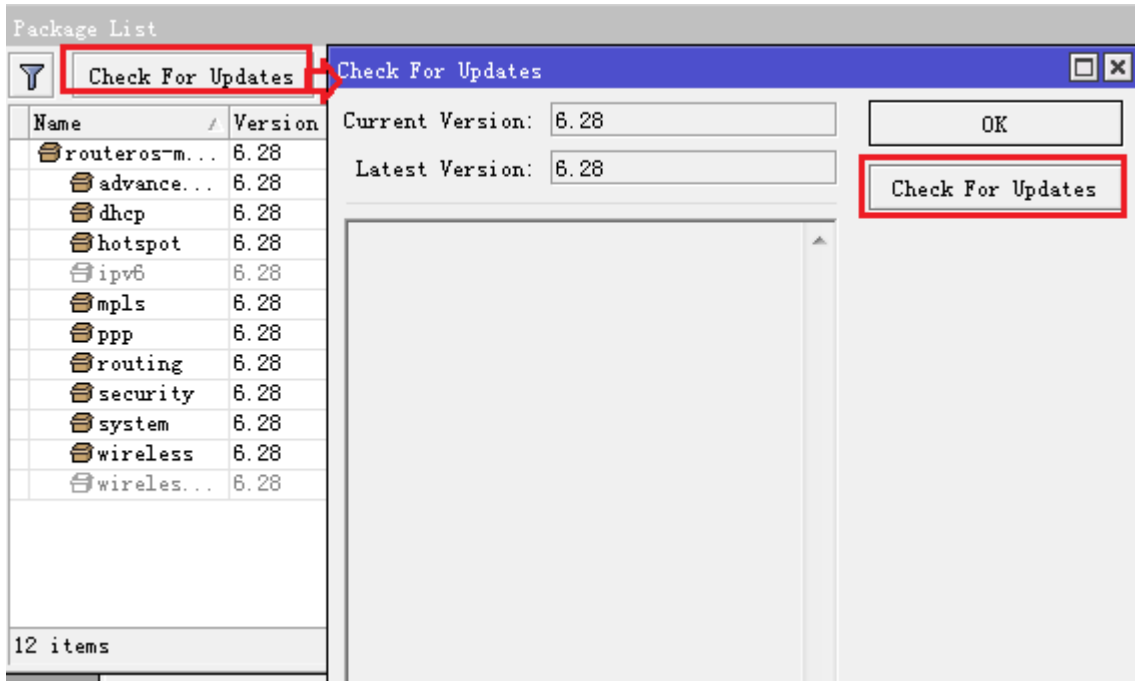 Package List
Check For Updates
Name Version
routeros-m... 6.28
advance... 6.28
dhcp 6.28
hotspot 6.28
ipv6 6.28
mpls 6.28
ppp 6.28
routing 6.28
security 6.28
system 6.28
wireless 6.28
wireles... 6.28
12 items
Check For Updates
Current Version: 6.28
Latest Version: 6.28
OK
Check For Updates